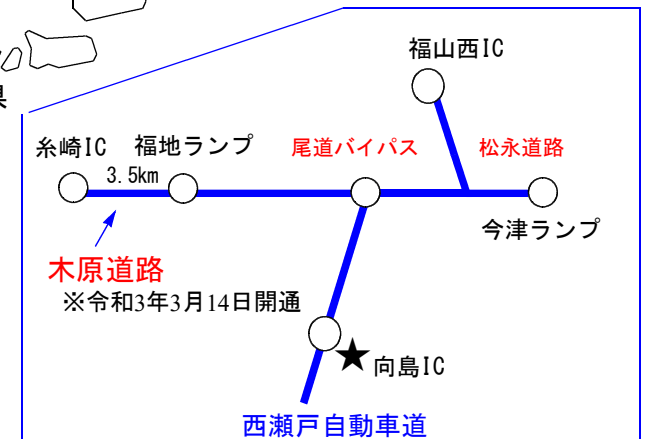 福山西IC
県
糸崎IC
福地ランプ
尾道バイパス
松永道路
3.5km
今津ランプ
木原道路
※令和3年3月14日開通
★向島IC
西瀬戸自動車道